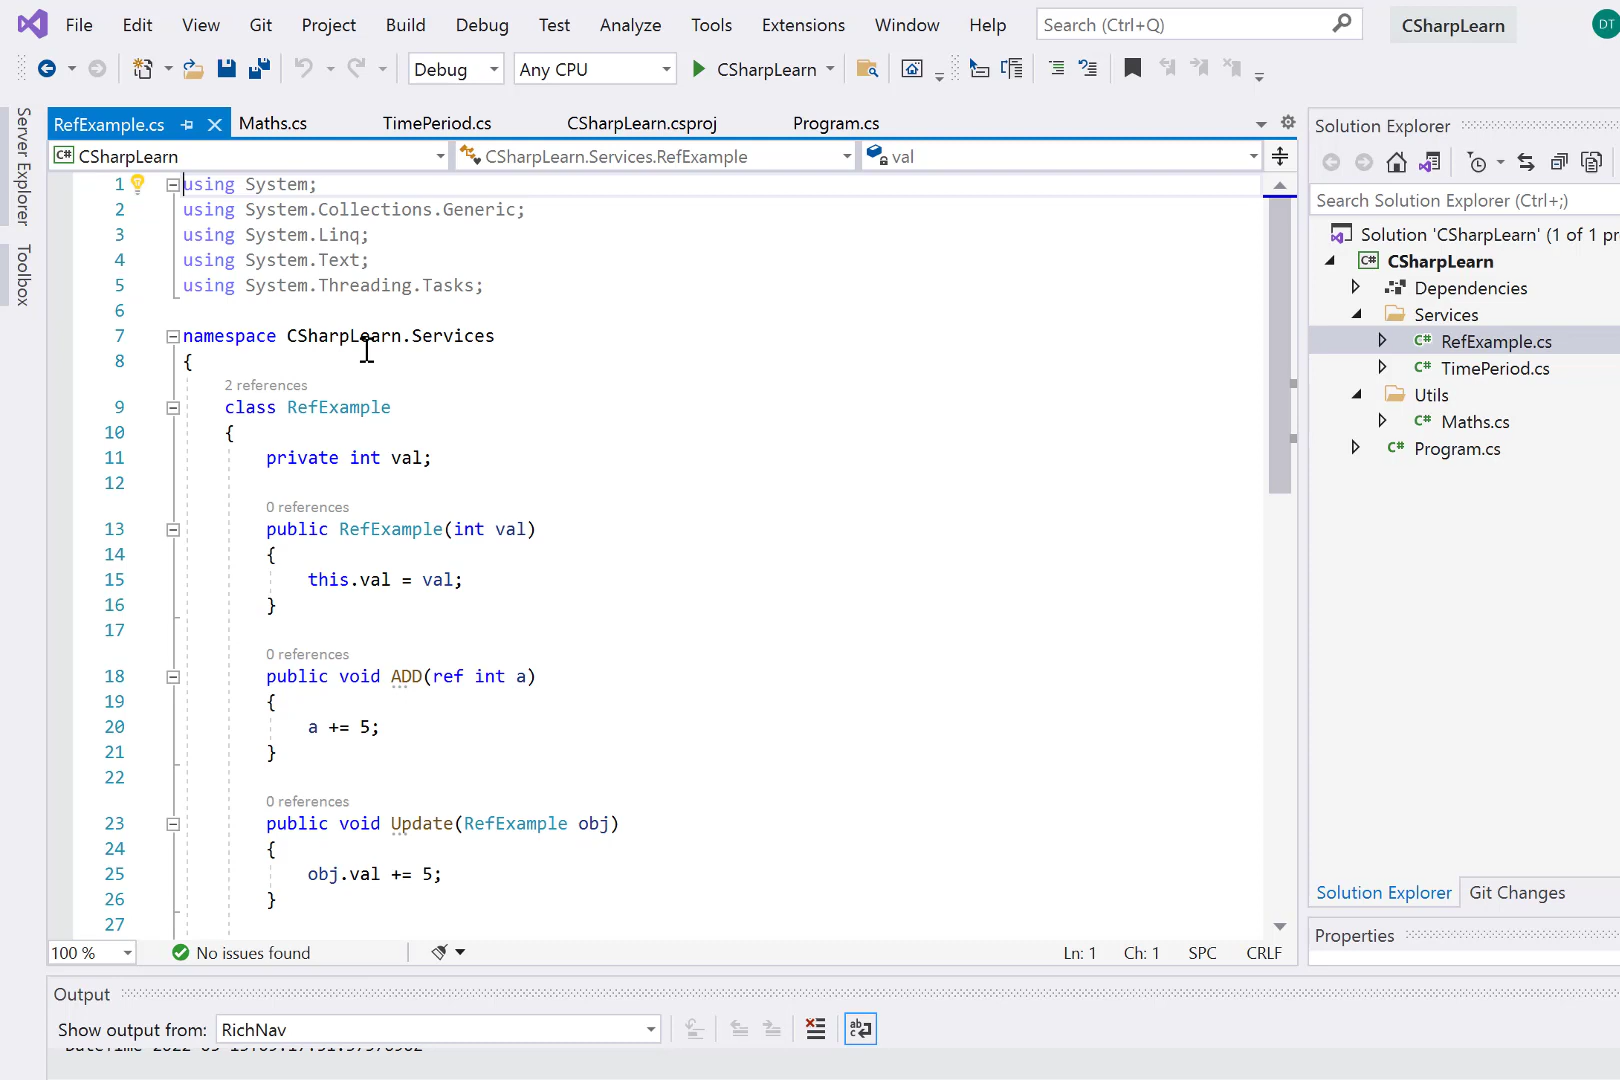 File Edit View Git Project Build Debug Test Analyze Tools Extensions Window Help Search (Ctrl+Q) CSharpLearn DT
Debug Any CPU CSharpLearn
Server Explorer
Toolbox
RefExample.cs Maths.cs TimePeriod.cs CSharpLearn.csproj Program.cs
C# CSharpLearn CSharpLearn.Services.RefExample val
1 using System;
2 using System.Collections.Generic;
3 using System.Linq;
4 using System.Text;
5 using System.Threading.Tasks;
6
7 namespace CSharpLearn.Services
8 {
2 references
9 class RefExample
10 {
11 private int val;
12
0 references
13 public RefExample(int val)
14 {
15 this.val = val;
16 }
17
0 references
18 public void ADD(ref int a)
19 {
20 a += 5;
21 }
22
0 references
23 public void Update(RefExample obj)
24 {
25 obj.val += 5;
26 }
27
100 % No issues found Ln: 1 Ch: 1 SPC CRLF
Solution Explorer
Search Solution Explorer (Ctrl+;)
Solution 'CSharpLearn' (1 of 1 pr
C# CSharpLearn
Dependencies
Services
C# RefExample.cs
C# TimePeriod.cs
Utils
C# Maths.cs
C# Program.cs
Solution Explorer Git Changes
Properties
Output
Show output from: RichNav